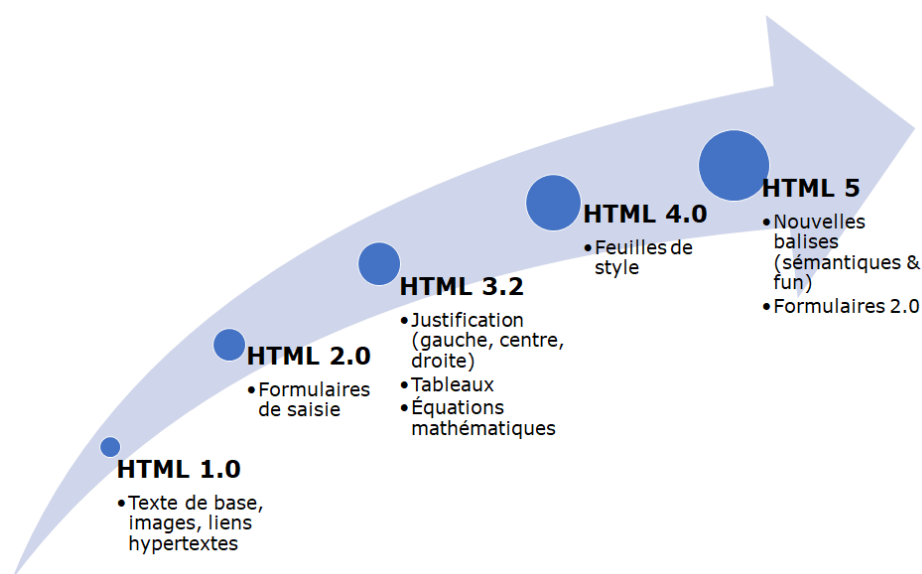 HTML 1.0
•Texte de base,
images, liens
hypertextes
HTML 2.0
•Formulaires
de saisie
HTML 3.2
•Justification
(gauche, centre,
droite)
•Tableaux
•Équations
mathématiques
HTML 4.0
•Feuilles de
style
HTML 5
•Nouvelles
balises
(sémantiques &
fun)
•Formulaires 2.0